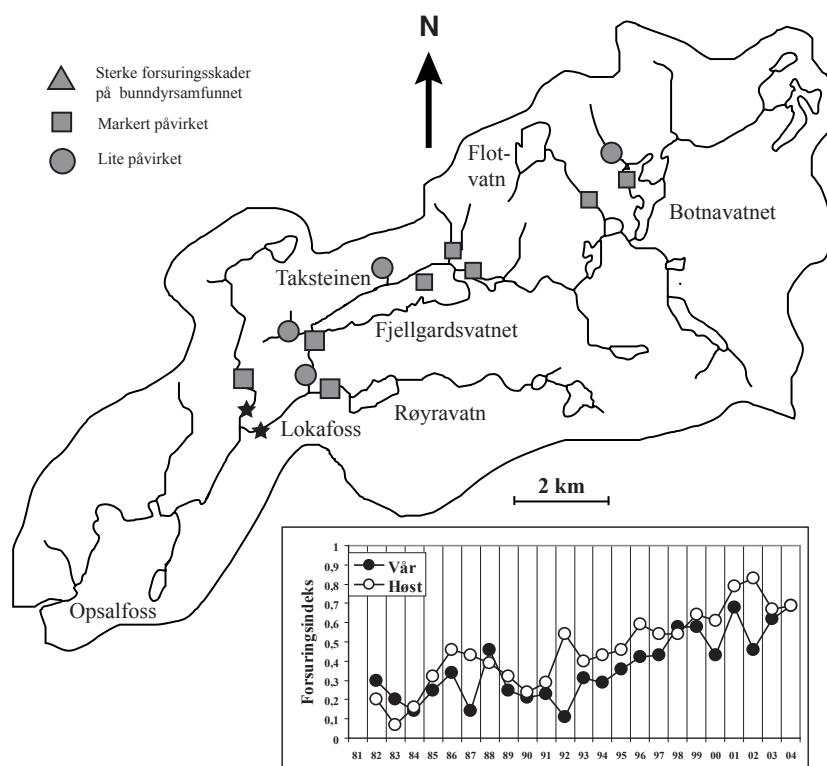 N
Sterke forsuringsskader
på bunndyrsamfunnet
Markert påvirket
Lite påvirket
Flot-
vatn
Botnavatnet
Taksteinen
Fjellgardsvatnet
Røyravatn
Lokafoss
2 km
Opsalfoss
Forsuringsindeks
1
0,9
0,8
0,7
0,6
0,5
0,4
0,3
0,2
0,1
0
Vår
Høst
81 82 83 84 85 86 87 88 89 90 91 92 93 94 95 96 97 98 99 00 01 02 03 04